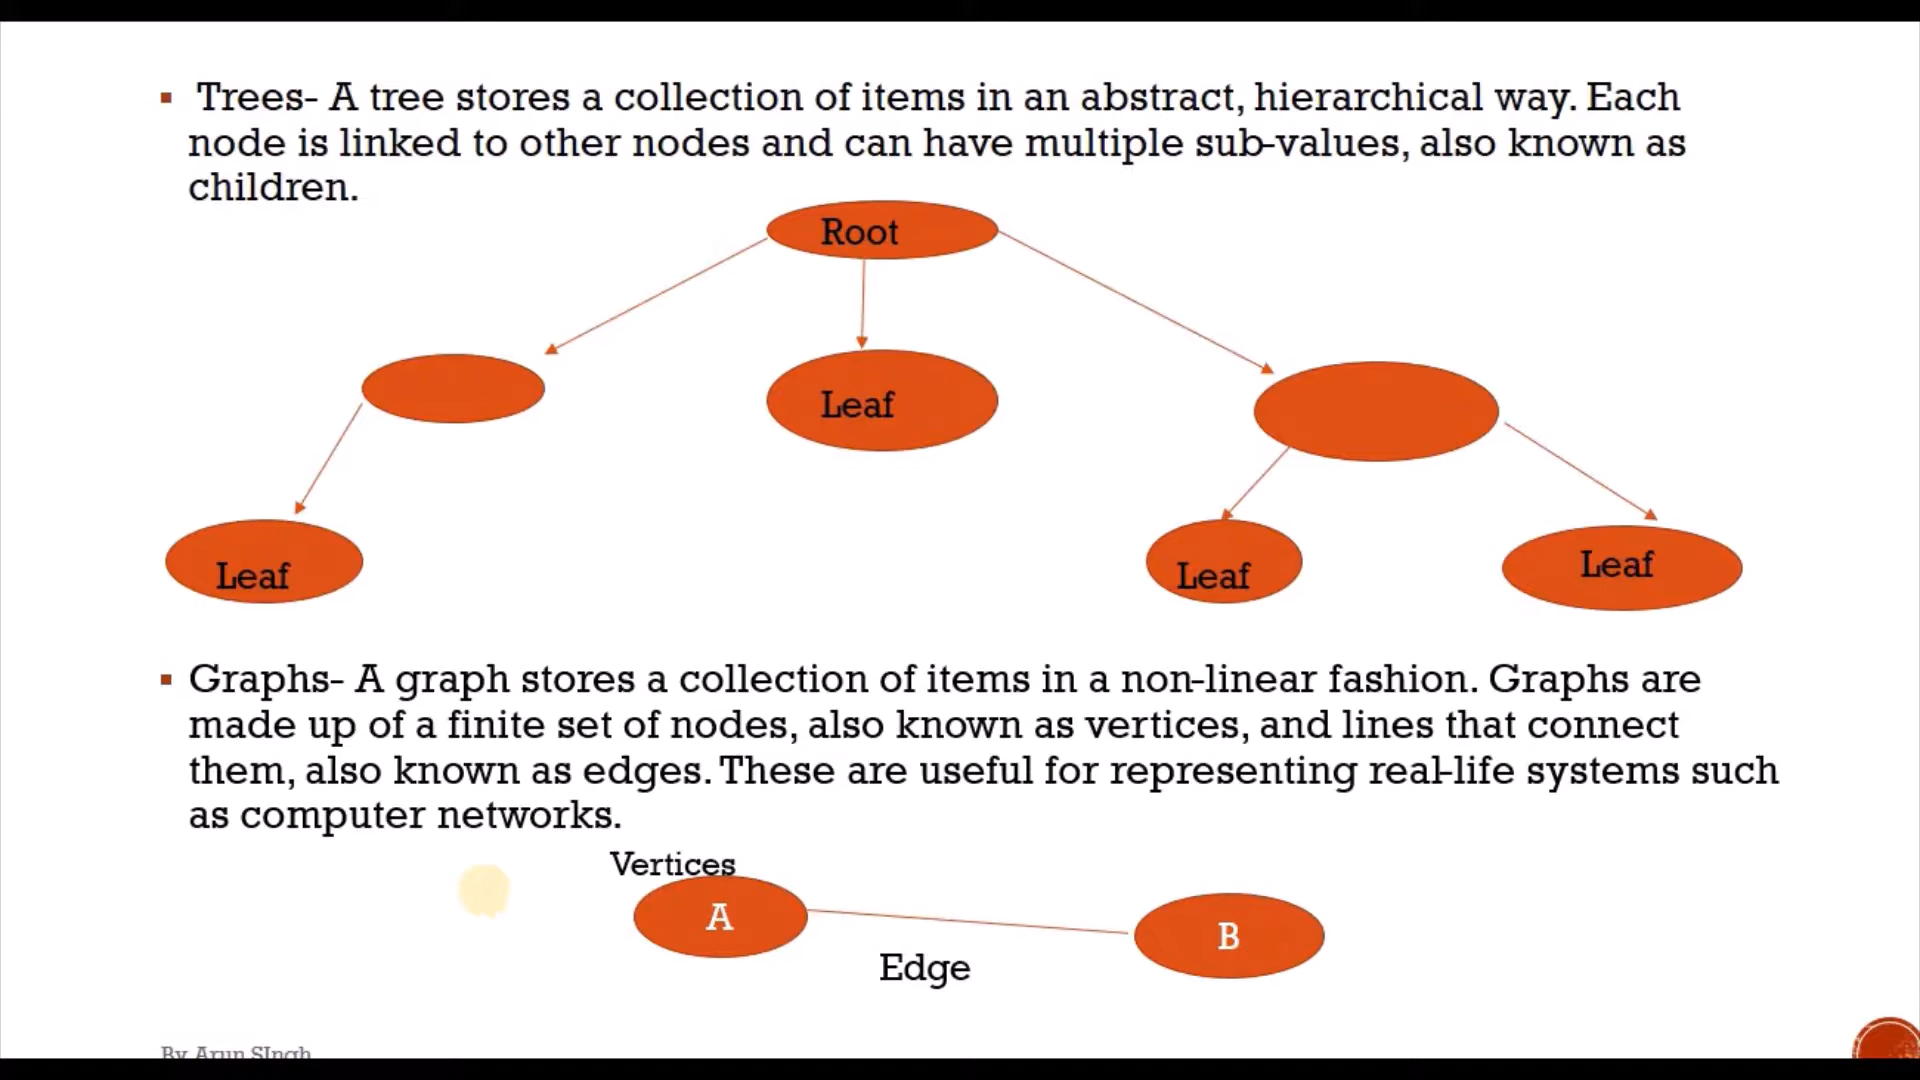 Trees- A tree stores a collection of items in an abstract, hierarchical way. Each
node is linked to other nodes and can have multiple sub-values, also known as
children.
Root
Leaf
Leaf
Leaf
Leaf
Graphs- A graph stores a collection of items in a non-linear fashion. Graphs are
made up of a finite set of nodes, also known as vertices, and lines that connect
them, also known as edges. These are useful for representing real-life systems such
as computer networks.
Vertices
A
B
Edge
By Arun SIngh